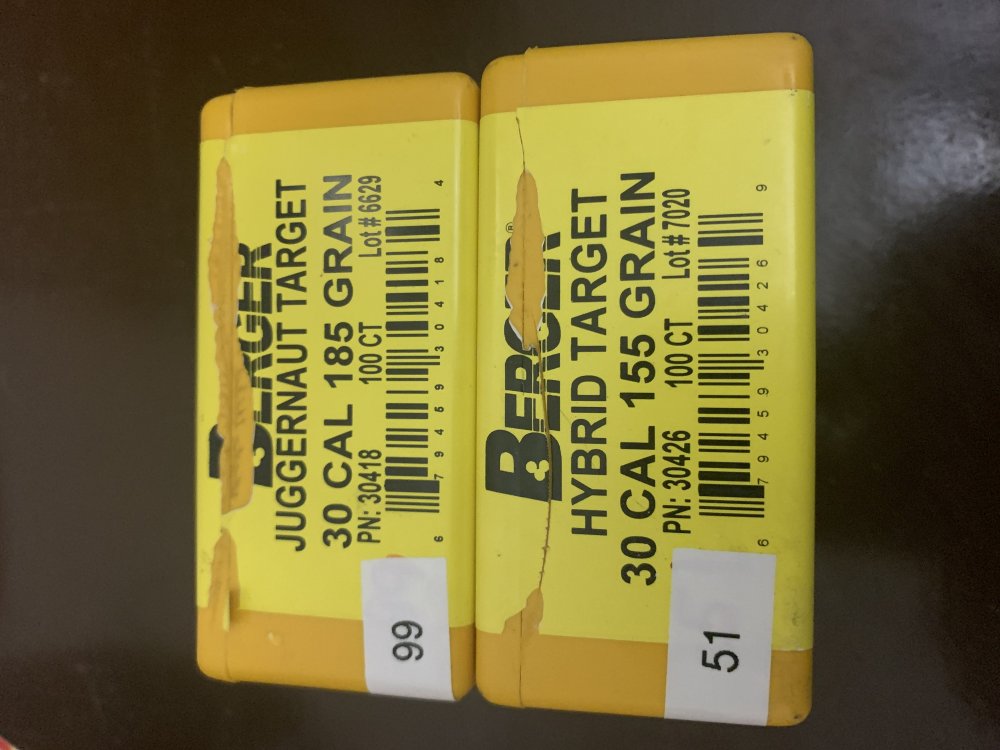 BERGER
JUGGERNAUT TARGET
30 CAL 185 GRAIN
PN: 30418 100 CT Lot # 6629
6 79459 30418 4
99
BERGER®
HYBRID TARGET
30 CAL 155 GRAIN
PN: 30426 100 CT Lot # 7020
6 79459 30426 9
51